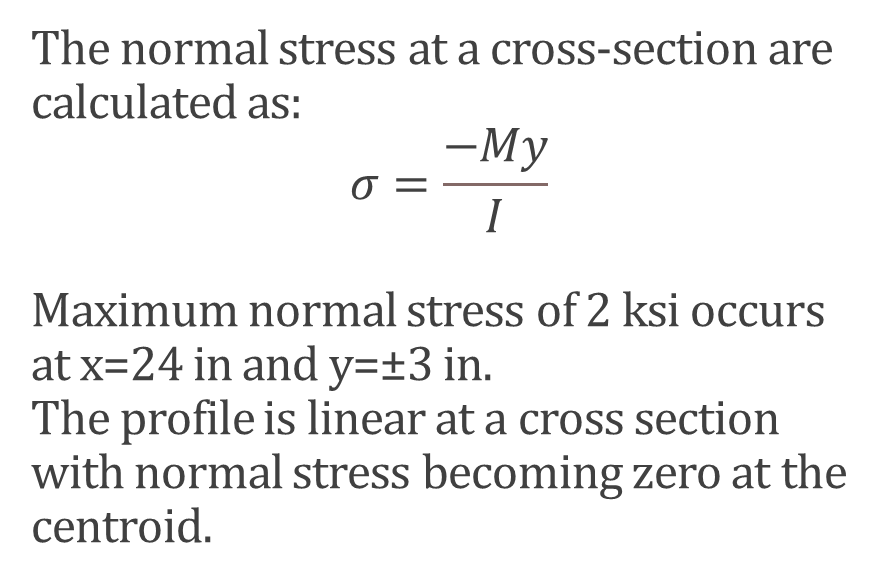 The normal stress at a cross-section are
calculated as:
σ = −My / I
Maximum normal stress of 2 ksi occurs
at x=24 in and y=±3 in.
The profile is linear at a cross section
with normal stress becoming zero at the
centroid.